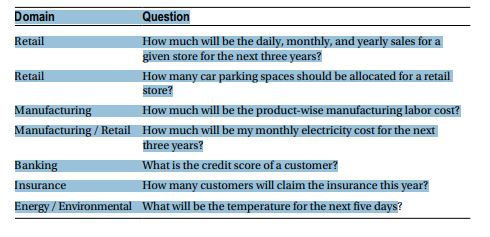 Domain Question
Retail How much will be the daily, monthly, and yearly sales for a
given store for the next three years?
Retail How many car parking spaces should be allocated for a retail
store?
Manufacturing How much will be the product-wise manufacturing labor cost?
Manufacturing / Retail How much will be my monthly electricity cost for the next
three years?
Banking What is the credit score of a customer?
Insurance How many customers will claim the insurance this year?
Energy / Environmental What will be the temperature for the next five days?